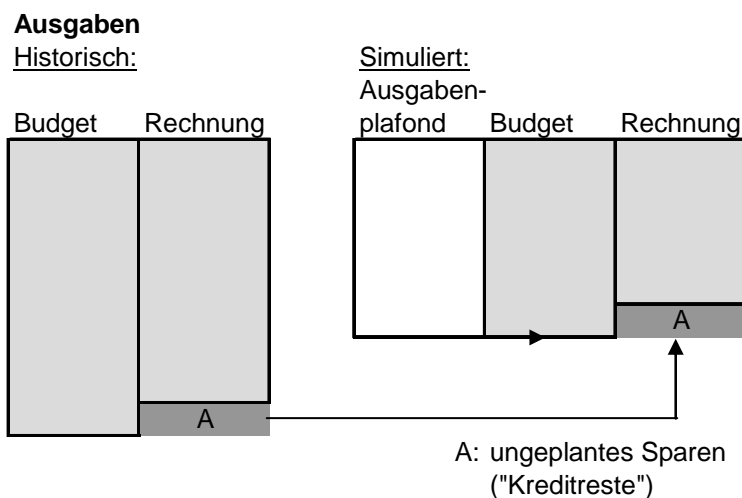 Ausgaben
Historisch:
Simuliert:
Ausgaben-
Budget Rechnung plafond Budget Rechnung
A
A
A: ungeplantes Sparen
("Kreditreste")